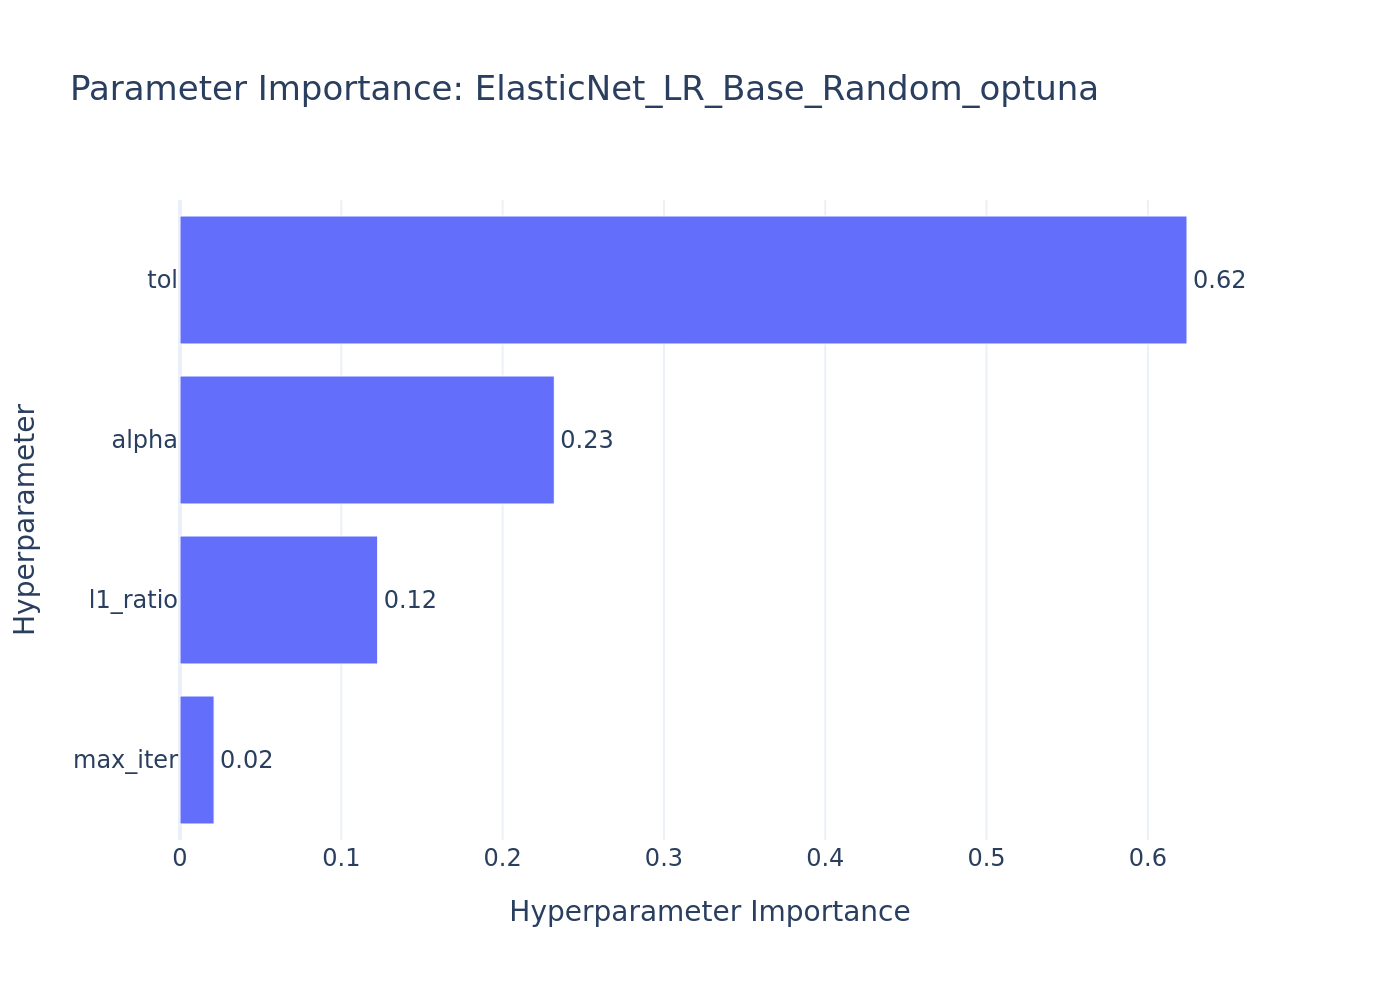 Parameter Importance: ElasticNet_LR_Base_Random_optuna
tol
0.62
alpha
0.23
l1_ratio
0.12
max_iter
0.02
0 0.1 0.2 0.3 0.4 0.5 0.6
Hyperparameter Importance
Hyperparameter